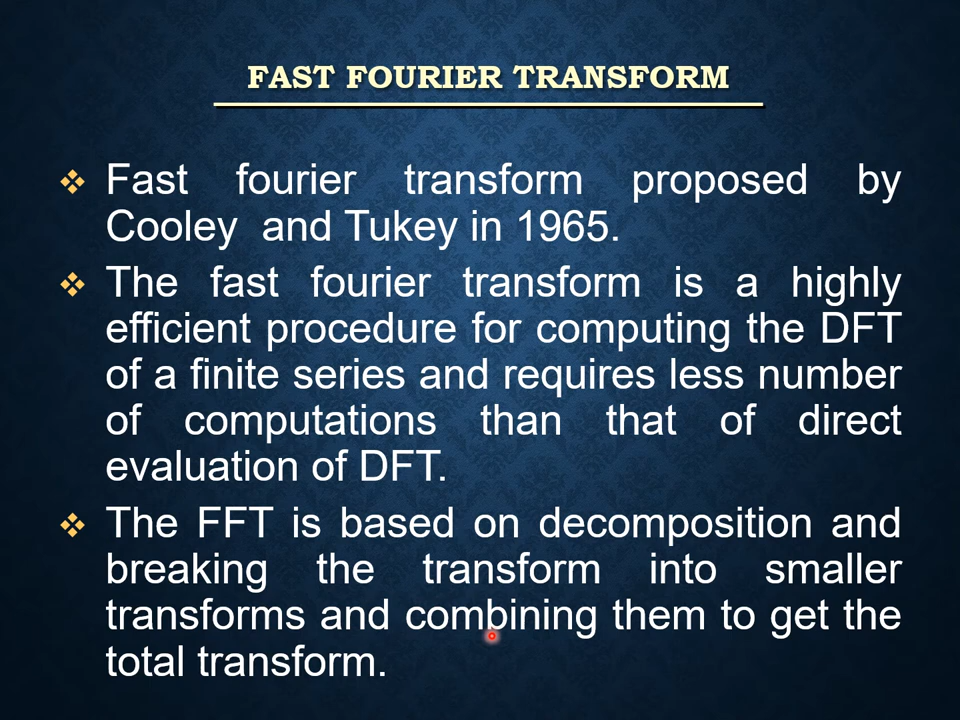 FAST FOURIER TRANSFORM
Fast fourier transform proposed by
Cooley and Tukey in 1965.
The fast fourier transform is a highly
efficient procedure for computing the DFT
of a finite series and requires less number
of computations than that of direct
evaluation of DFT.
The FFT is based on decomposition and
breaking the transform into smaller
transforms and combining them to get the
total transform.